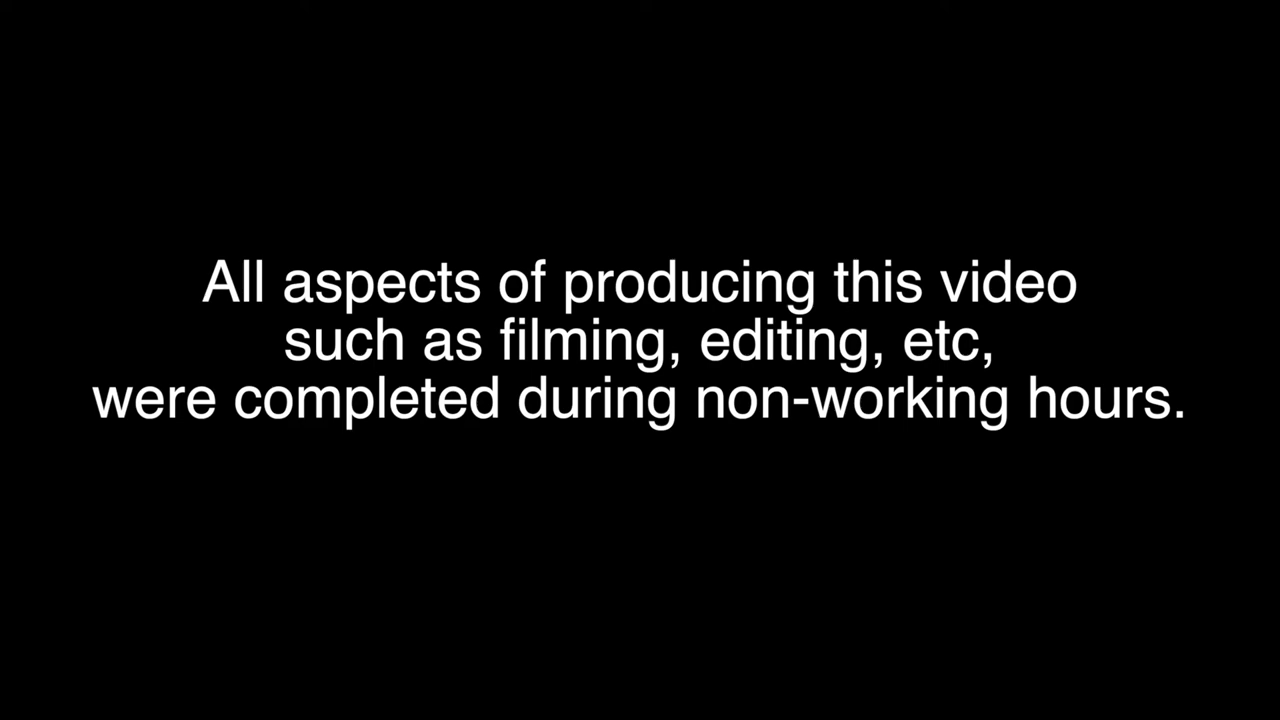 All aspects of producing this video
such as filming, editing, etc,
were completed during non-working hours.